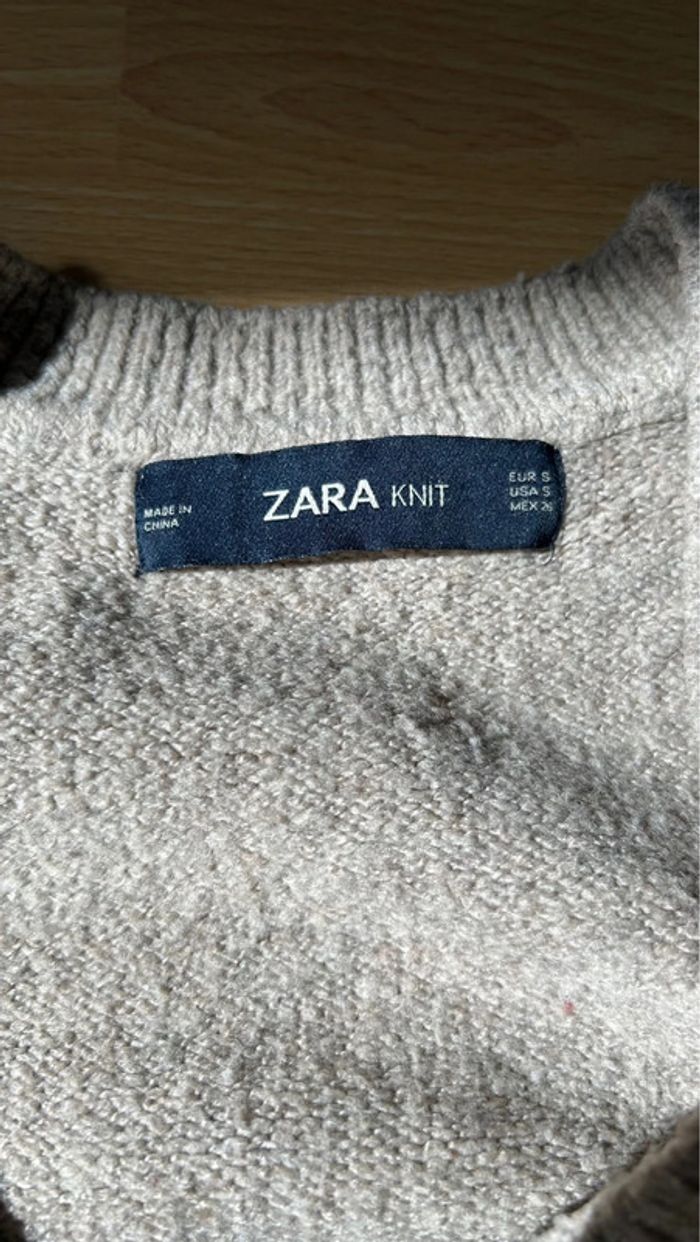 MADE IN
CHINA
ZARA KNIT
EUR S
USA S
MEX 26